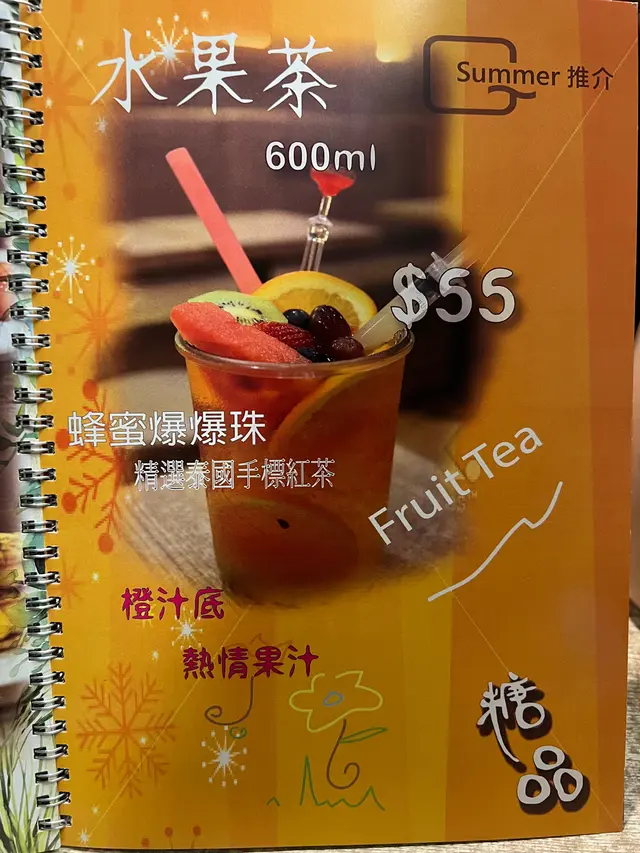 水果茶
Summer 推介
600ml
$55
蜂蜜爆爆珠
精選泰國手標紅茶
Fruit Tea
橙汁底
熱情果汁
糖品